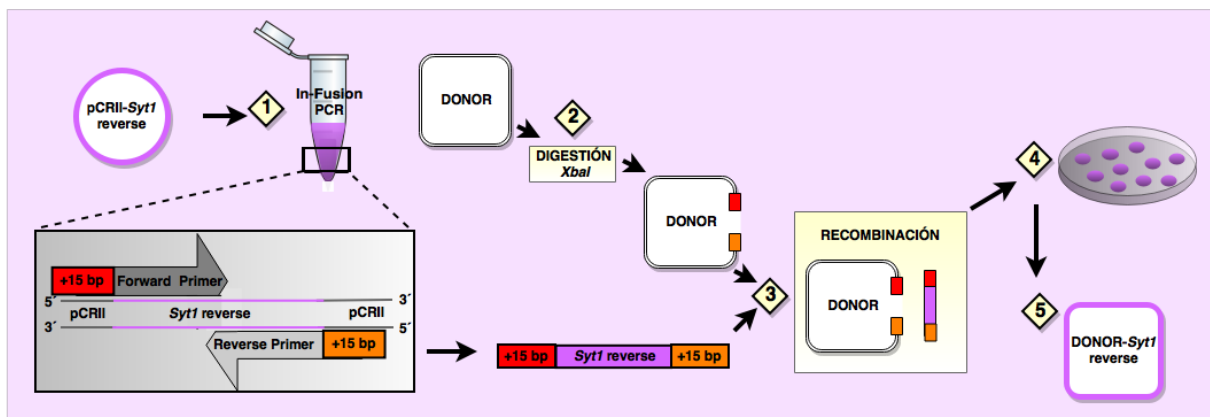 pCRII-Syt1
reverse
1
In-Fusion
PCR
DONOR
2
DIGESTIÓN
XbaI
DONOR
3
RECOMBINACIÓN
DONOR
4
5
DONOR-Syt1
reverse
+15 bp Forward Primer
5´ 3´
pCRII Syt1 reverse pCRII
3´ 5´
Reverse Primer +15 bp
+15 bp Syt1 reverse +15 bp